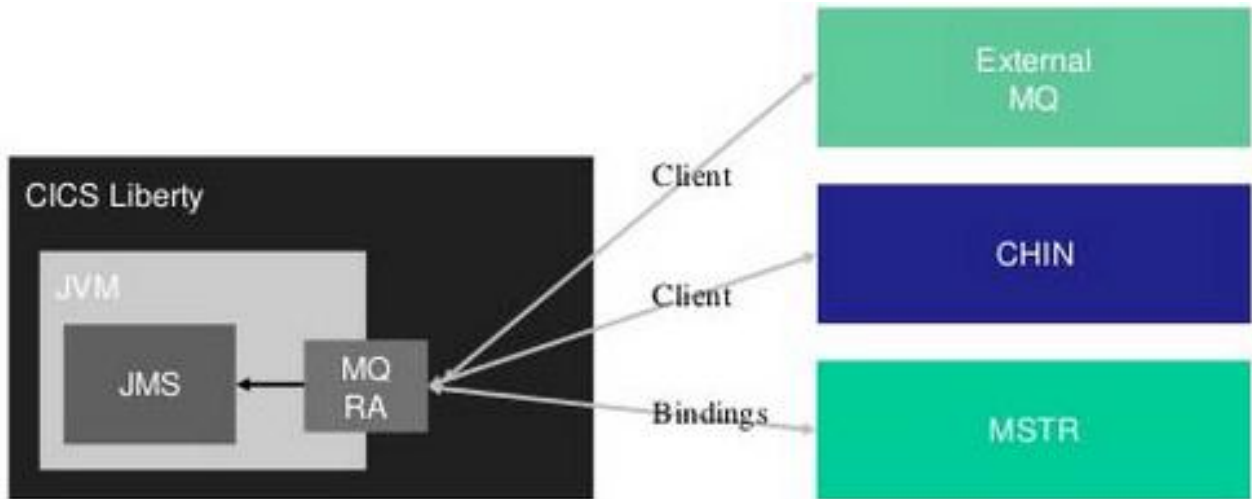 External
MQ
Client
CICS Liberty
CHIN
JVM
Client
JMS
MQ
RA
Bindings
MSTR